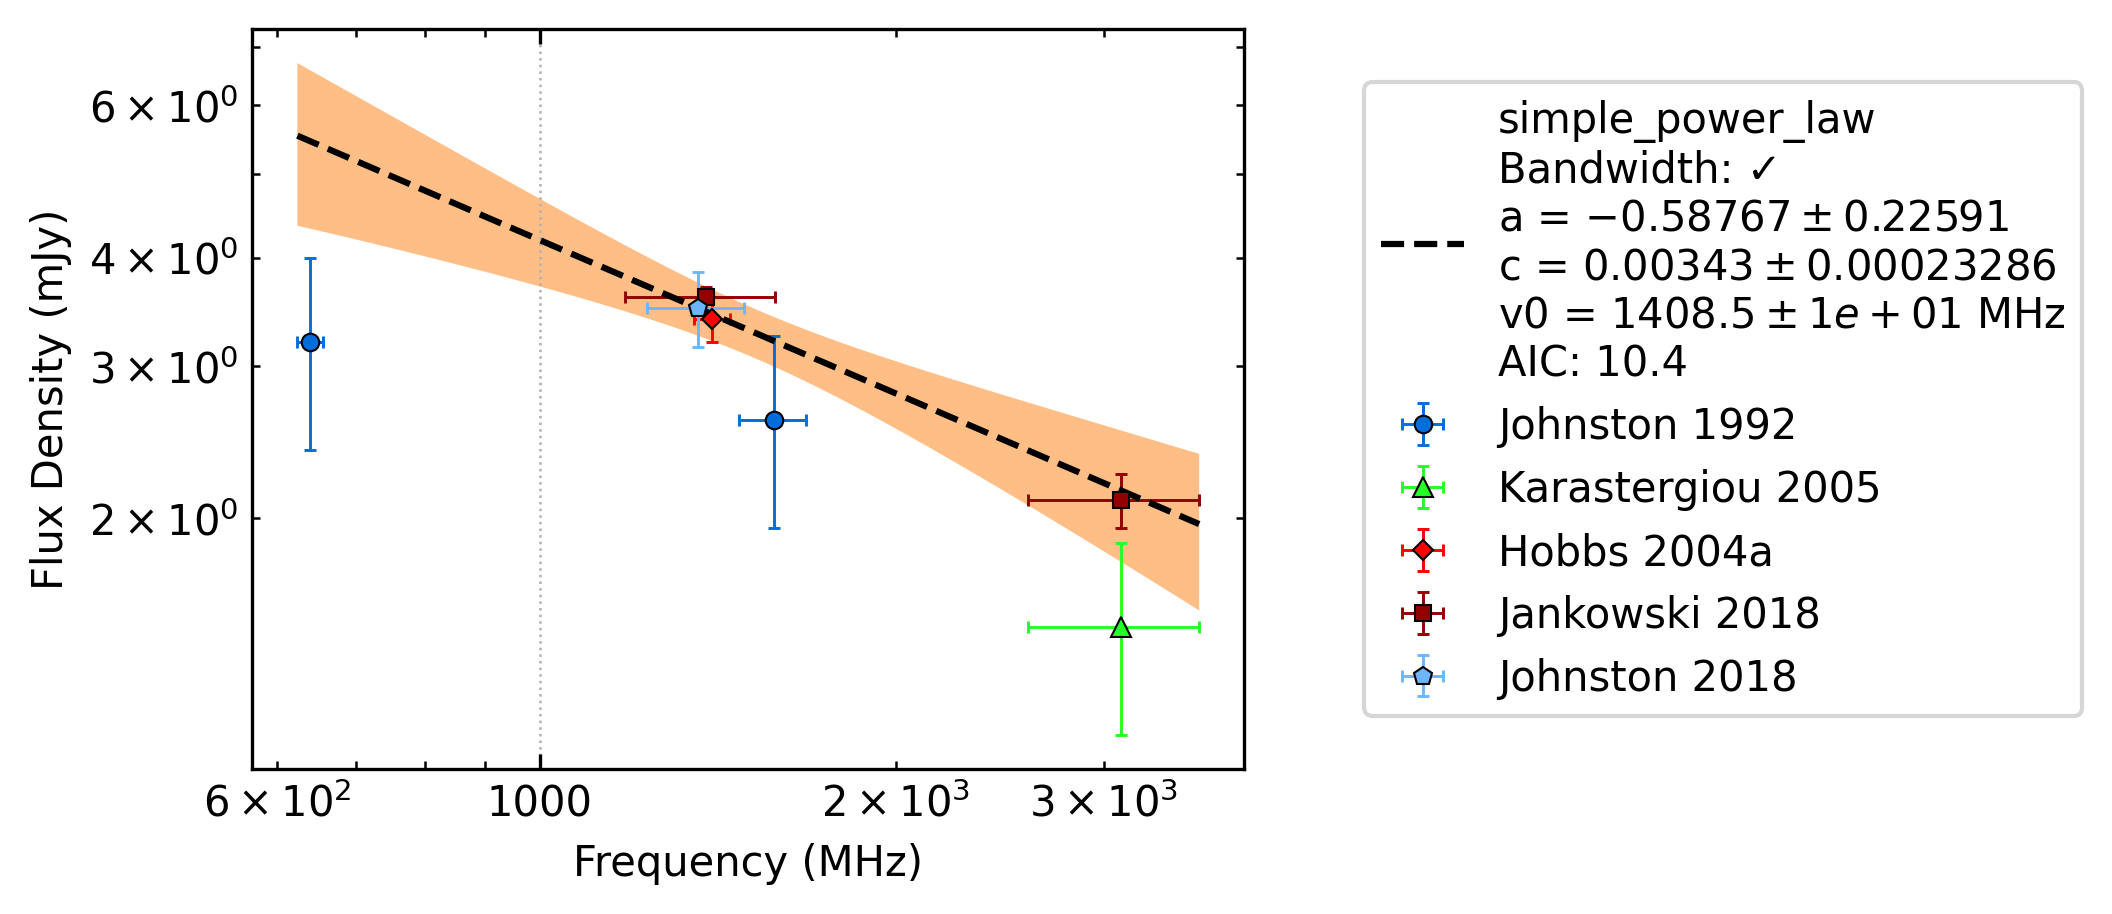 6 × 10⁰
4 × 10⁰
3 × 10⁰
2 × 10⁰
Flux Density (mJy)
6 × 10² 1000 2 × 10³ 3 × 10³
Frequency (MHz)
simple_power_law
Bandwidth: ✓
a = −0.58767 ± 0.22591
c = 0.00343 ± 0.00023286
v0 = 1408.5 ± 1e + 01 MHz
AIC: 10.4
Johnston 1992
Karastergiou 2005
Hobbs 2004a
Jankowski 2018
Johnston 2018